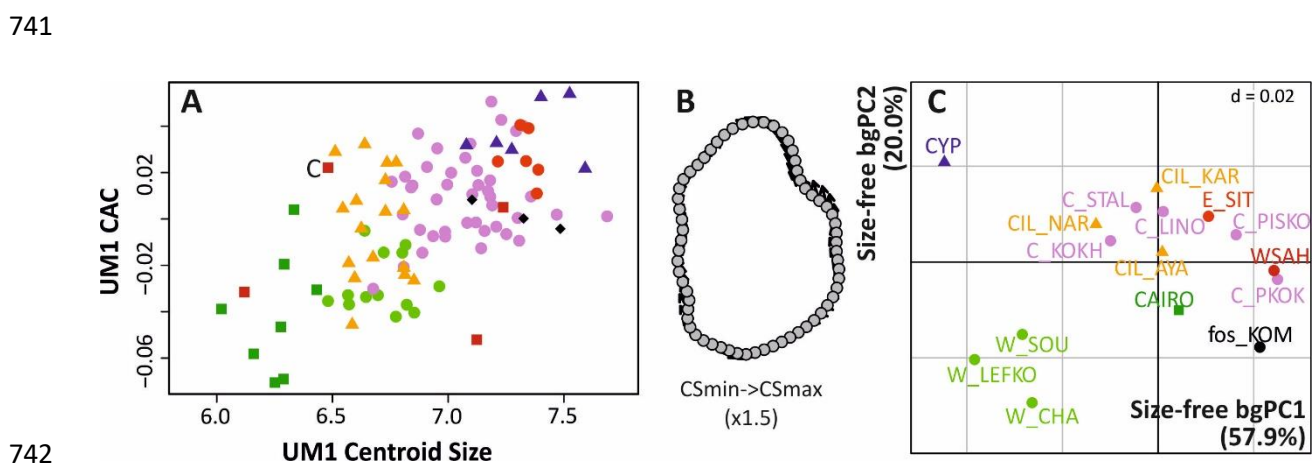 741
A
UM1 CAC
0.02
−0.02
−0.06
C
6.0 6.5 7.0 7.5
UM1 Centroid Size
B
CSmin->CSmax
(x1.5)
Size-free bgPC2
(20.0%)
C
d = 0.02
CYP
CIL_KAR
C_STAL
E_SIT
CIL_NAR
C_LINO
C_PISKO
C_KOKH
CIL_AYA
WSAH
CAIRO
C_PKOK
fos_KOM
W_SOU
W_LEFKO
W_CHA
Size-free bgPC1
(57.9%)
742